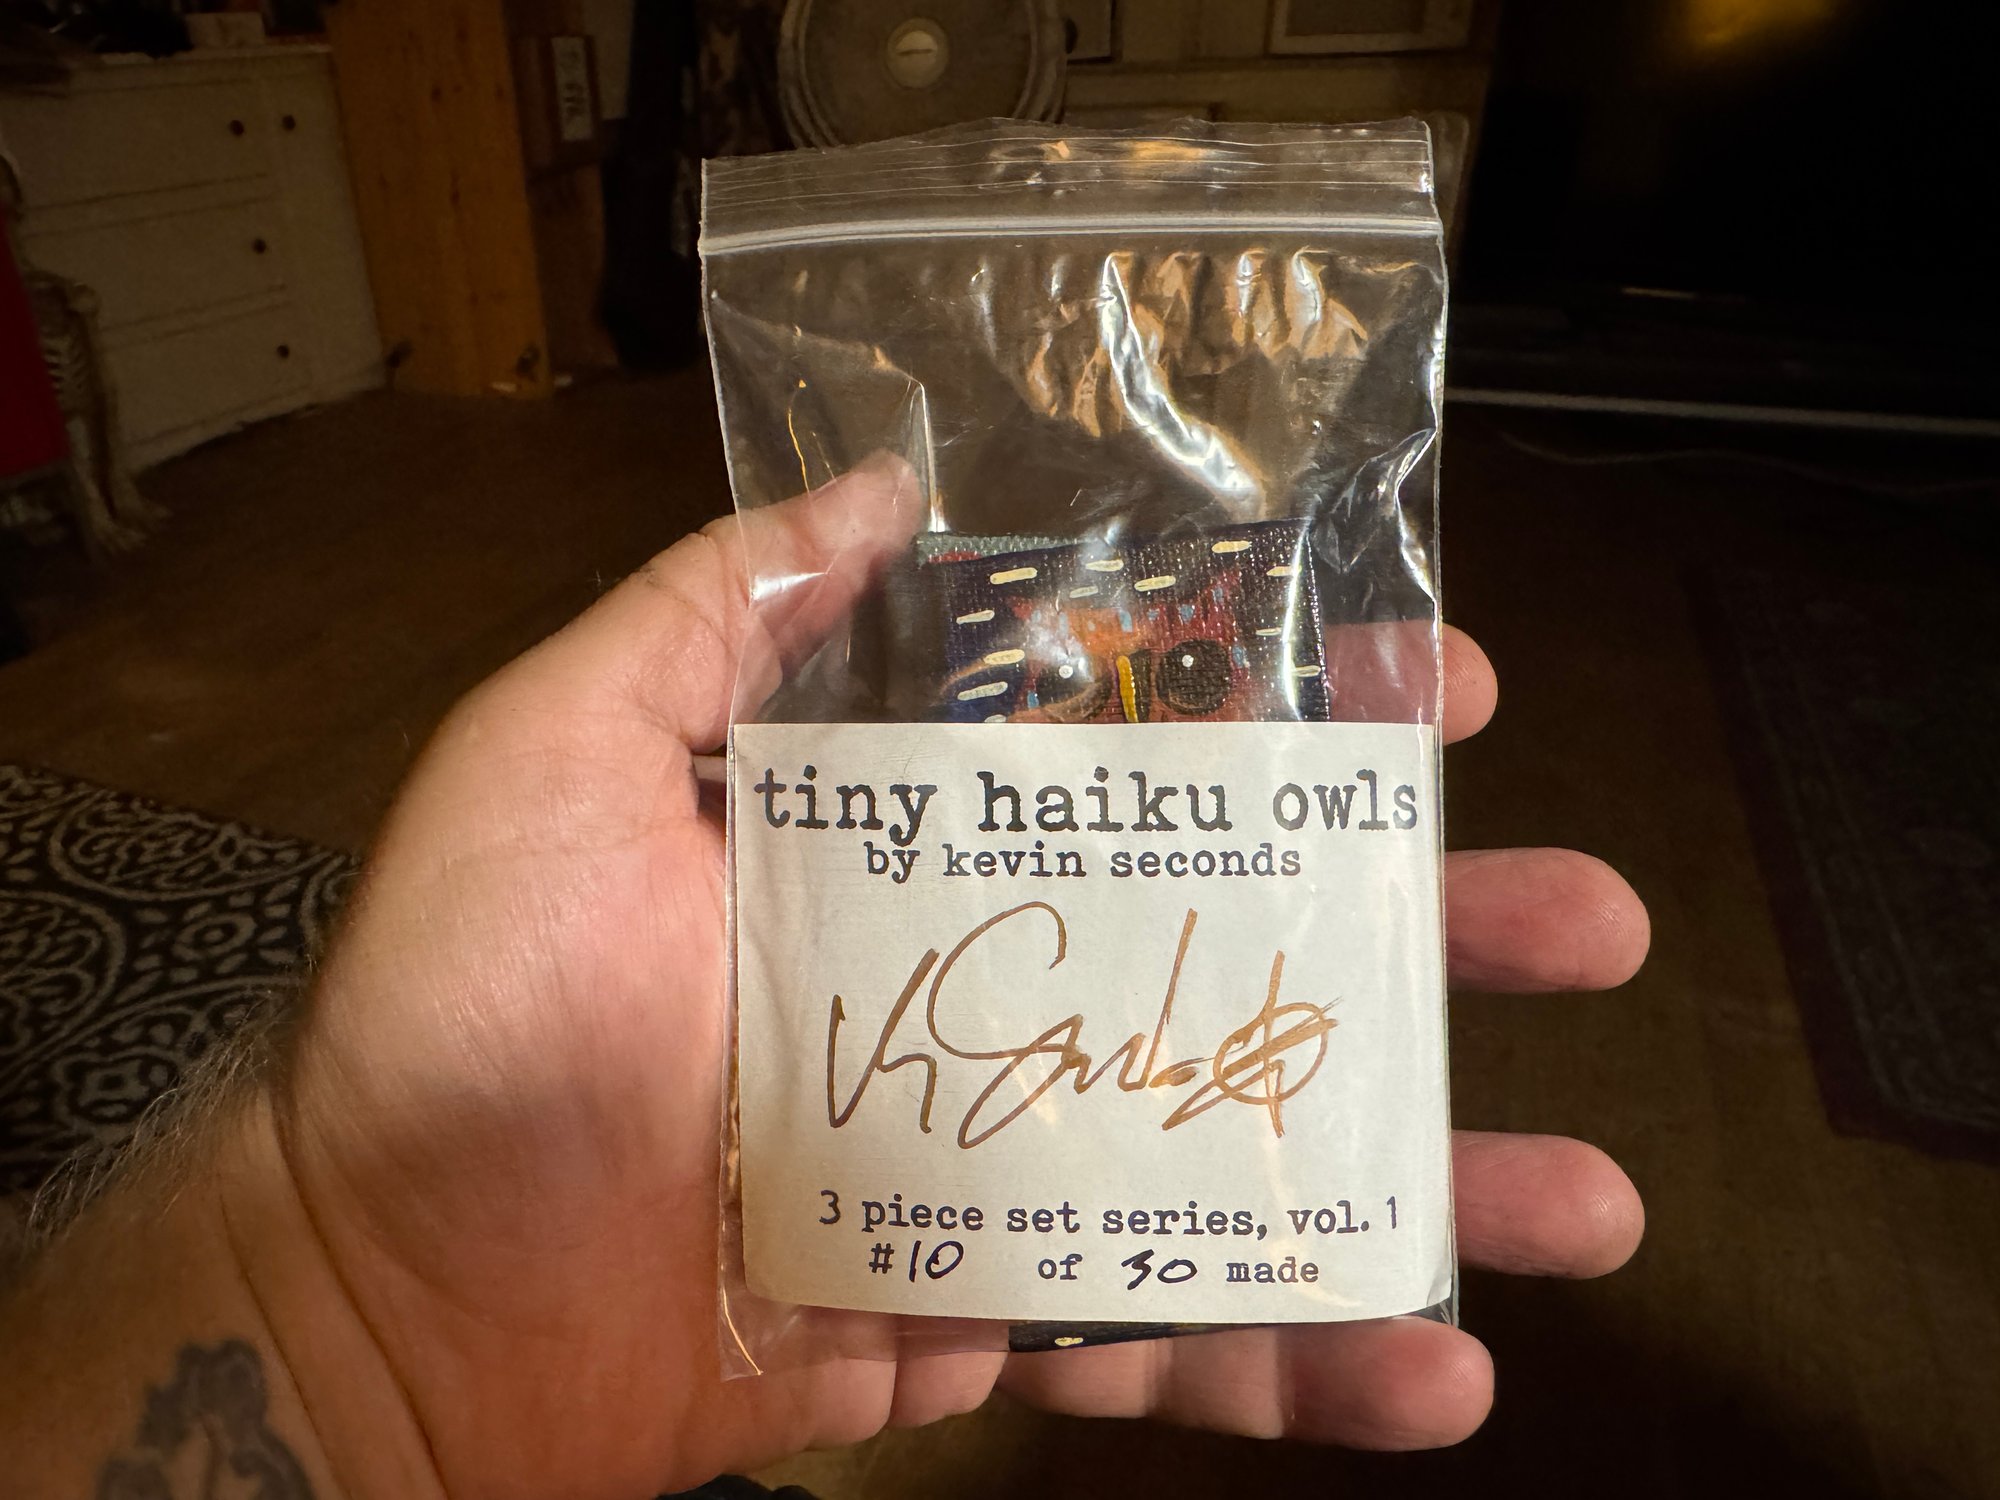 tiny haiku owls
by kevin seconds
3 piece set series, vol. 1
#10 of 30 made